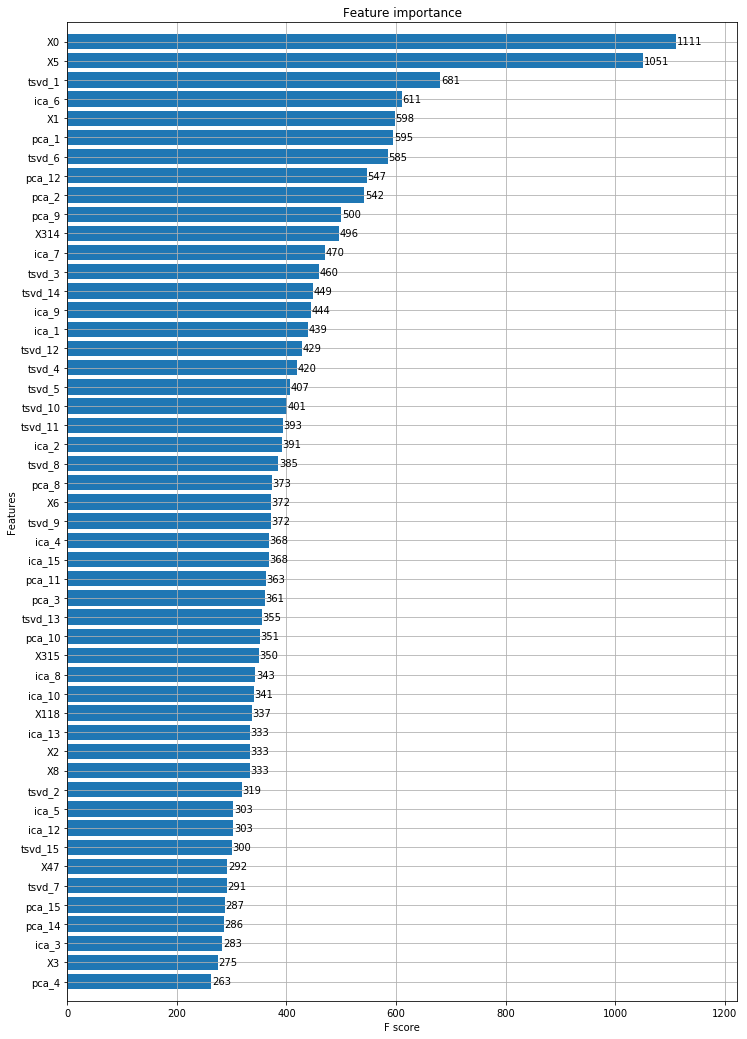 Feature importance
X0 1111
X5 1051
tsvd_1 681
ica_6 611
X1 598
pca_1 595
tsvd_6 585
pca_12 547
pca_2 542
pca_9 500
X314 496
ica_7 470
tsvd_3 460
tsvd_14 449
ica_9 444
ica_1 439
tsvd_12 429
tsvd_4 420
tsvd_5 407
tsvd_10 401
tsvd_11 393
ica_2 391
tsvd_8 385
pca_8 373
X6 372
tsvd_9 372
ica_4 368
ica_15 368
pca_11 363
pca_3 361
tsvd_13 355
pca_10 351
X315 350
ica_8 343
ica_10 341
X118 337
ica_13 333
X2 333
X8 333
tsvd_2 319
ica_5 303
ica_12 303
tsvd_15 300
X47 292
tsvd_7 291
pca_15 287
pca_14 286
ica_3 283
X3 275
pca_4 263
Features
0 200 400 600 800 1000 1200
F score